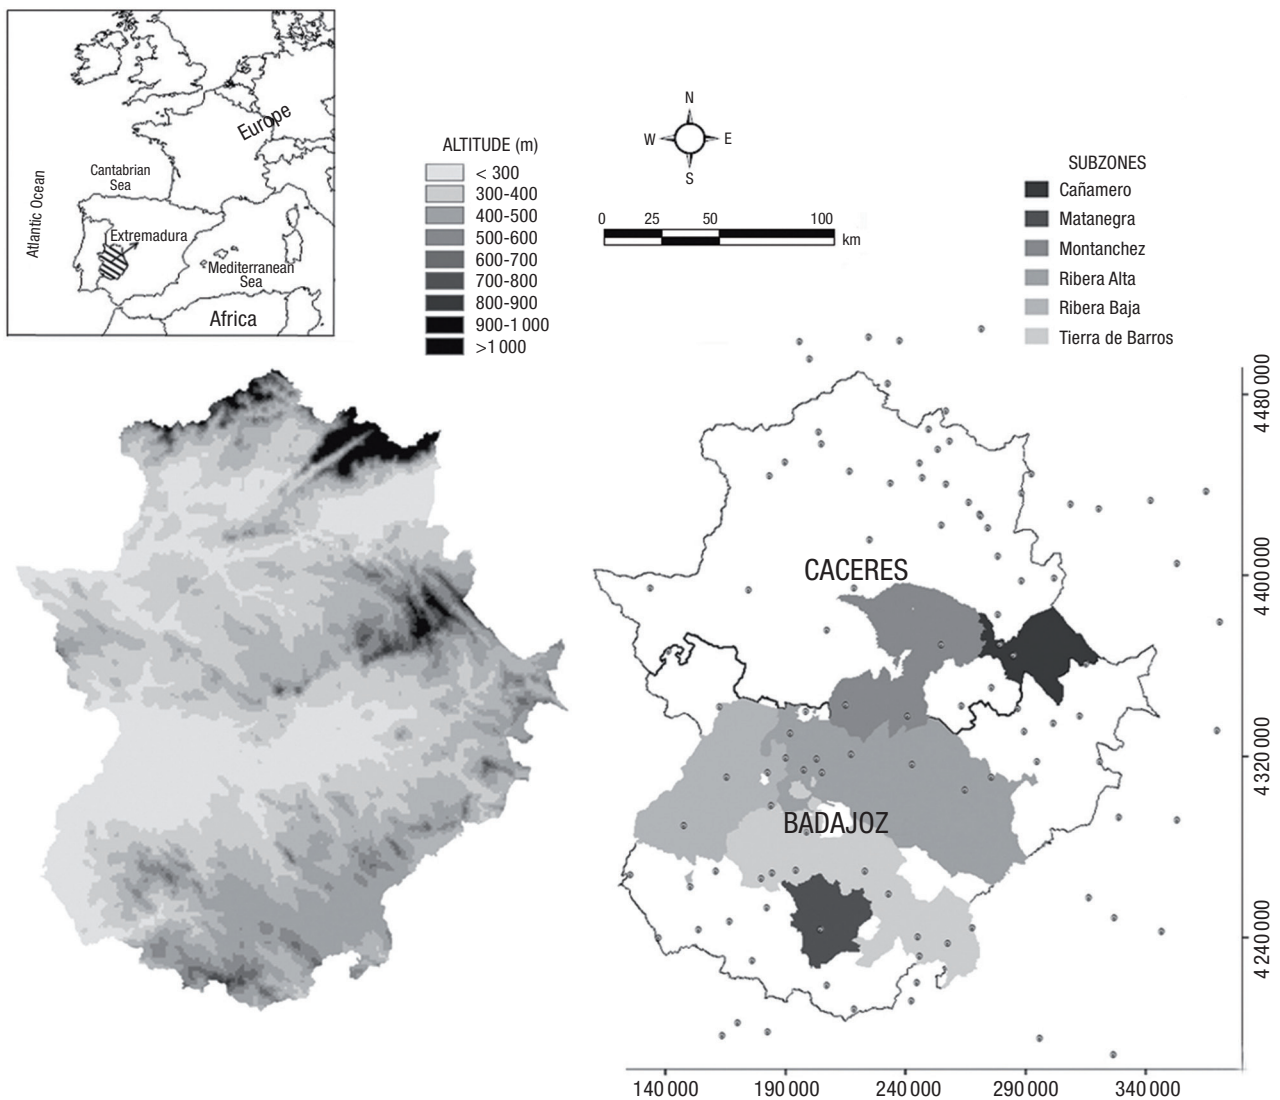 Europe
Cantabrian
Sea
Atlantic Ocean
Extremadura
Mediterranean
Sea
Africa
ALTITUDE (m)
< 300
300-400
400-500
500-600
600-700
700-800
800-900
900-1 000
>1 000
N
W E
S
0 25 50 100
km
SUBZONES
Cañamero
Matanegra
Montanchez
Ribera Alta
Ribera Baja
Tierra de Barros
CACERES
BADAJOZ
4 480 000
4 400 000
4 320 000
4 240 000
140 000 190 000 240 000 290 000 340 000